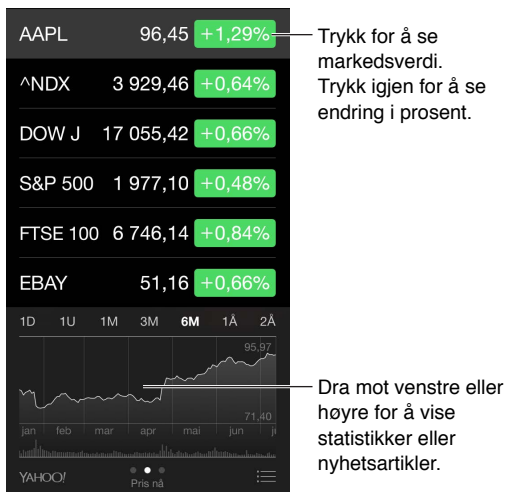 AAPL 96,45 +1,29%
^NDX 3 929,46 +0,64%
DOW J 17 055,42 +0,66%
S&P 500 1 977,10 +0,48%
FTSE 100 6 746,14 +0,84%
EBAY 51,16 +0,66%
1D 1U 1M 3M 6M 1Å 2Å
95,97
71,40
jan feb mar apr mai jun j
YAHOO!
Pris nå
Trykk for å se
markedsverdi.
Trykk igjen for å se
endring i prosent.
Dra mot venstre eller
høyre for å vise
statistikker eller
nyhetsartikler.